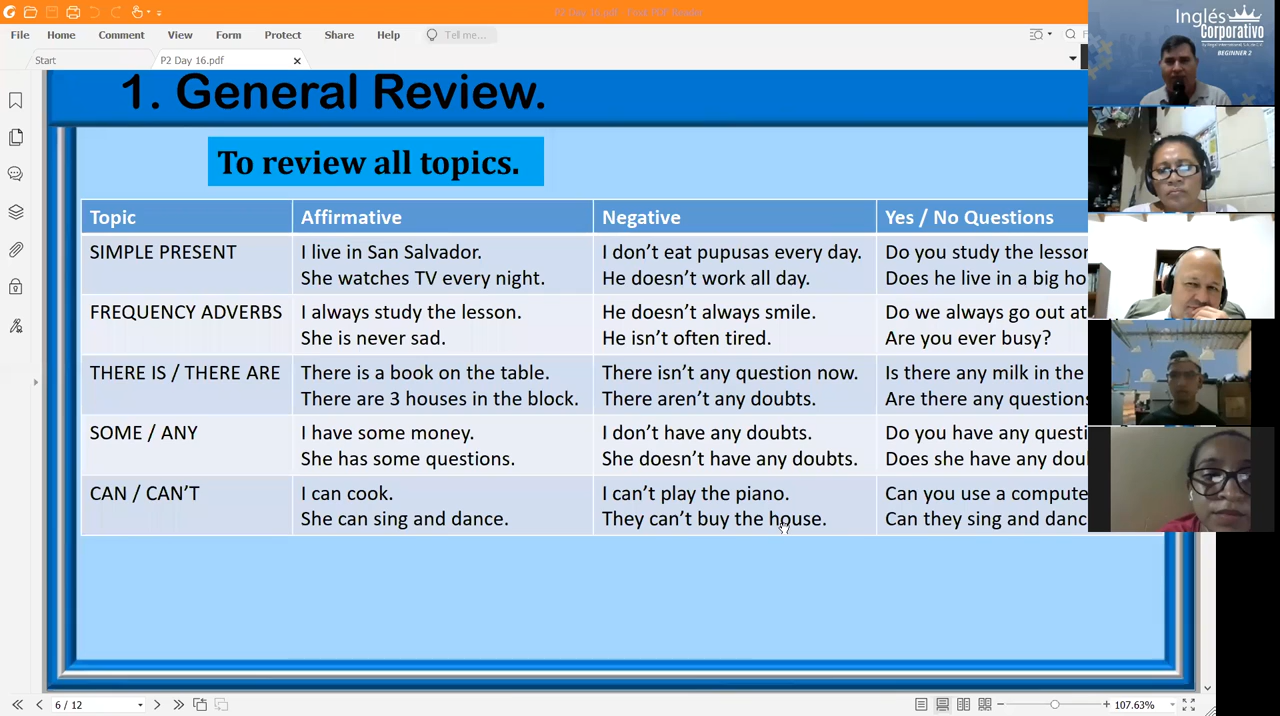 P2 Day 16.pdf - Foxit PDF Reader
File Home Comment View Form Protect Share Help Tell me...
Start P2 Day 16.pdf
1. General Review.
To review all topics.
Topic Affirmative Negative Yes / No Questions
SIMPLE PRESENT I live in San Salvador. I don't eat pupusas every day. Do you study the lesson
She watches TV every night. He doesn't work all day. Does he live in a big ho
FREQUENCY ADVERBS I always study the lesson. He doesn't always smile. Do we always go out at
She is never sad. He isn't often tired. Are you ever busy?
THERE IS / THERE ARE There is a book on the table. There isn't any question now. Is there any milk in the
There are 3 houses in the block. There aren't any doubts. Are there any questions
SOME / ANY I have some money. I don't have any doubts. Do you have any questi
She has some questions. She doesn't have any doubts. Does she have any dou
CAN / CAN'T I can cook. I can't play the piano. Can you use a compute
She can sing and dance. They can't buy the house. Can they sing and danc
6 / 12
107.63%
Inglés
Corporativo
BEGINNER 2